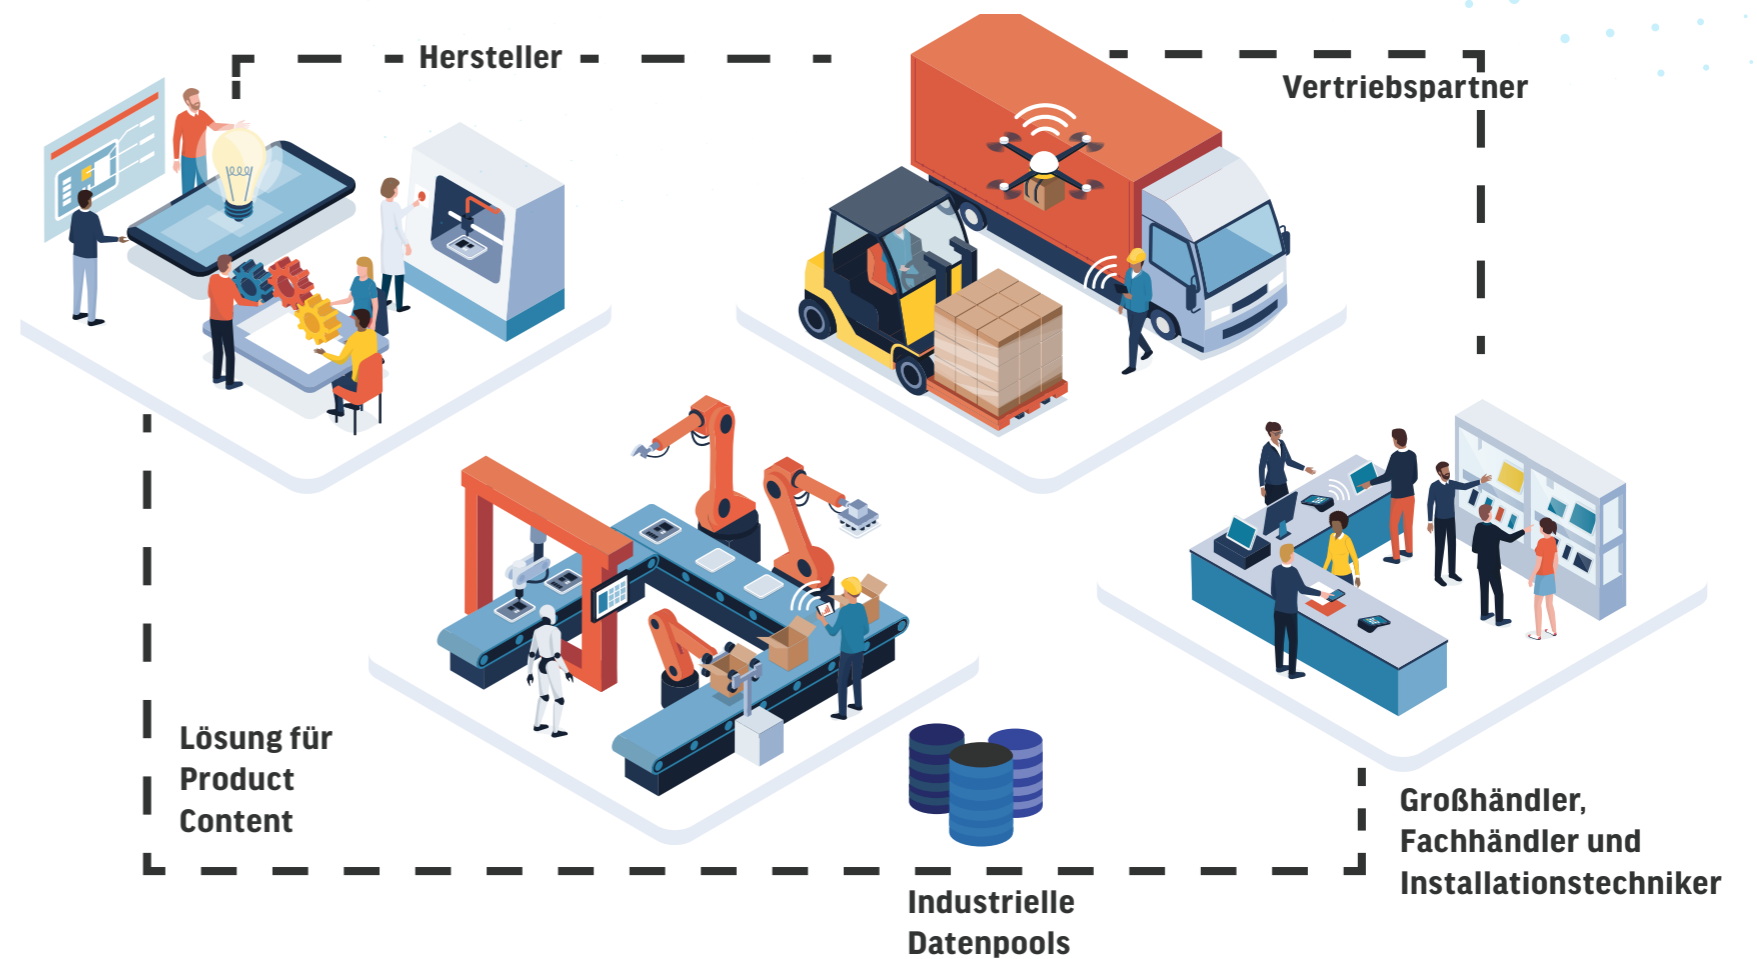 Hersteller
Vertriebspartner
Lösung für
Product
Content
Großhändler,
Fachhändler und
Installationstechniker
Industrielle
Datenpools